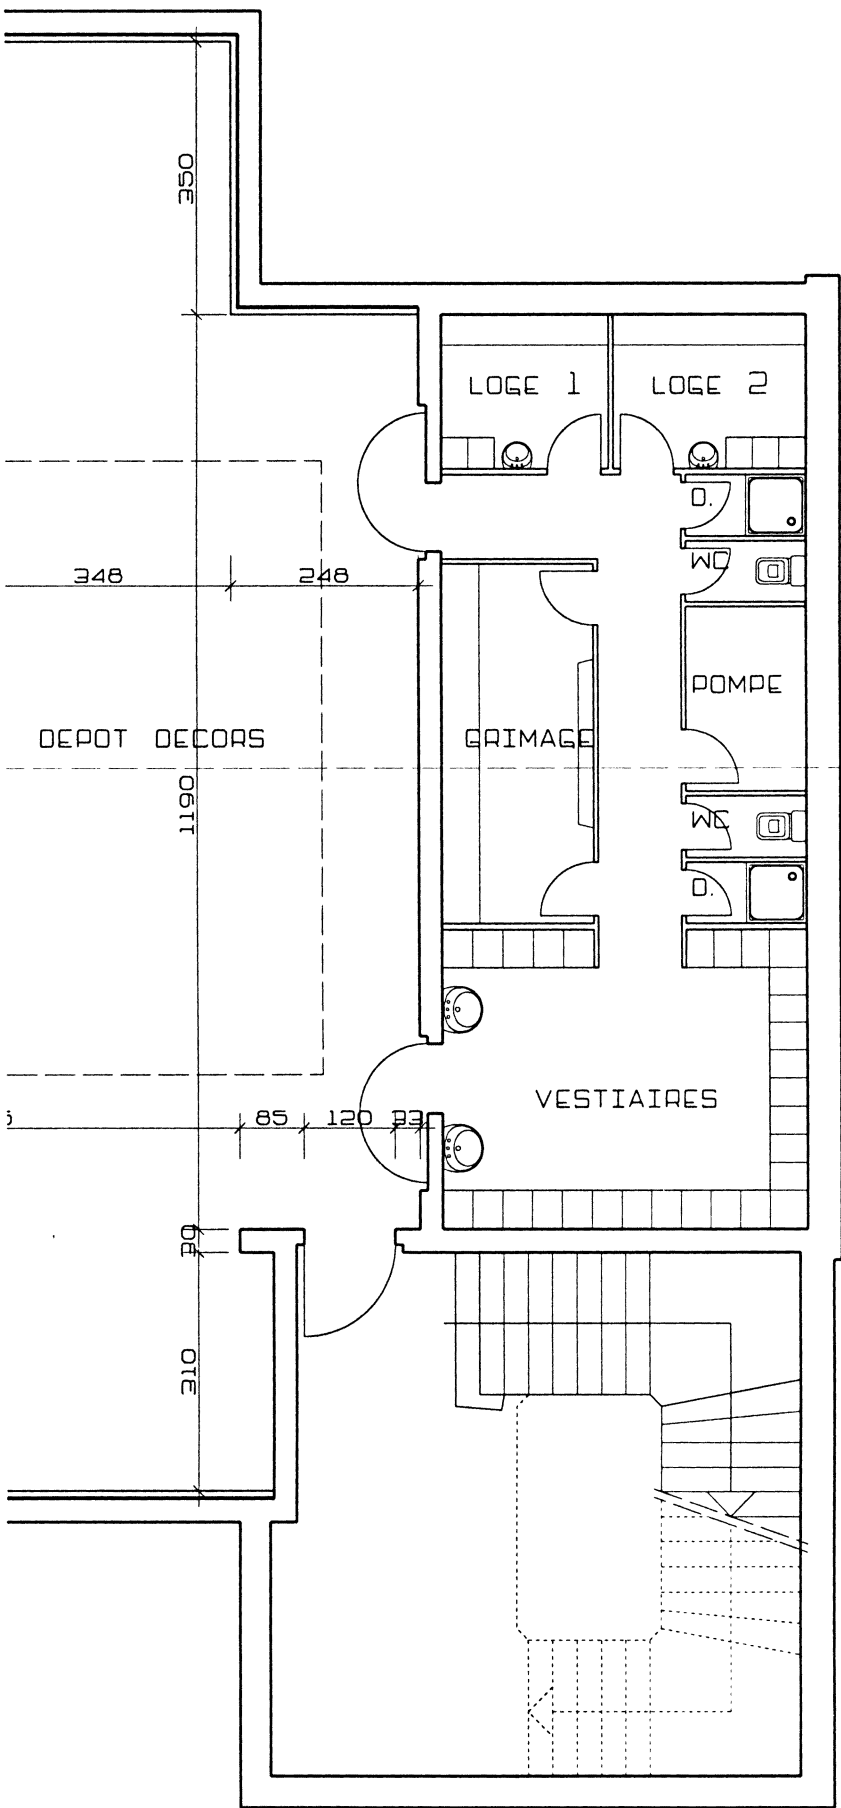 350
LOGE 1
LOGE 2
D.
WC
348
248
POMPE
DEPOT DECORS
GRIMAGE
1190
WC
D.
VESTIAIRES
85
120
33
30
310